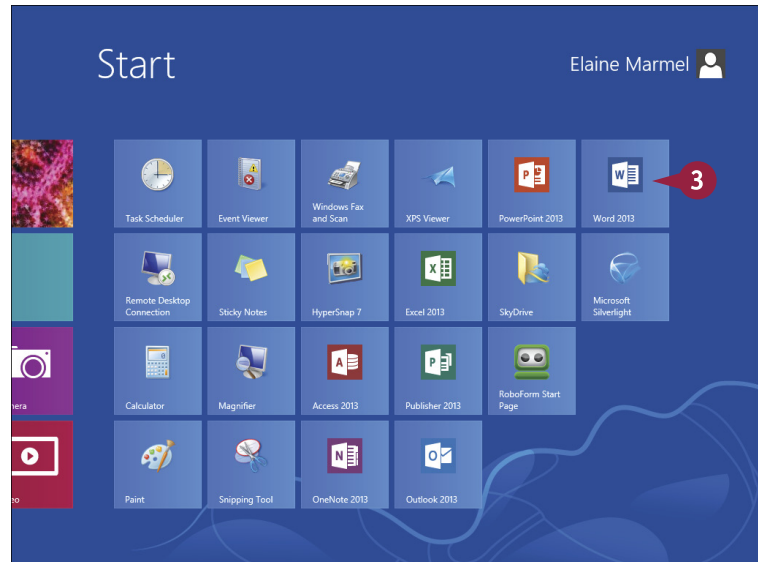 Start
Elaine Marmel
Task Scheduler
Event Viewer
Windows Fax
and Scan
XPS Viewer
PowerPoint 2013
Word 2013
3
Remote Desktop
Connection
Sticky Notes
HyperSnap 7
Excel 2013
SkyDrive
Microsoft
Silverlight
nera
Calculator
Magnifier
Access 2013
Publisher 2013
RoboForm Start
Page
eo
Paint
Snipping Tool
OneNote 2013
Outlook 2013